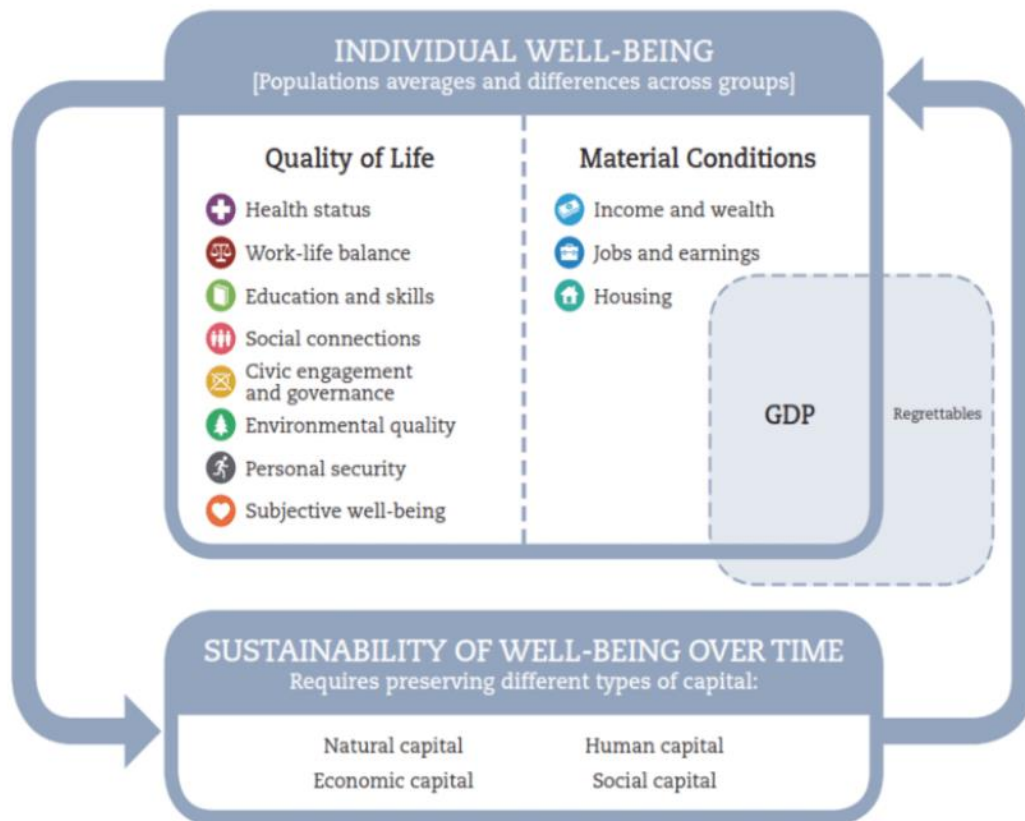 INDIVIDUAL WELL-BEING
[Populations averages and differences across groups]
Quality of Life
Health status
Work-life balance
Education and skills
Social connections
Civic engagement
and governance
Environmental quality
Personal security
Subjective well-being
Material Conditions
Income and wealth
Jobs and earnings
Housing
GDP
Regrettables
SUSTAINABILITY OF WELL-BEING OVER TIME
Requires preserving different types of capital:
Natural capital
Human capital
Economic capital
Social capital